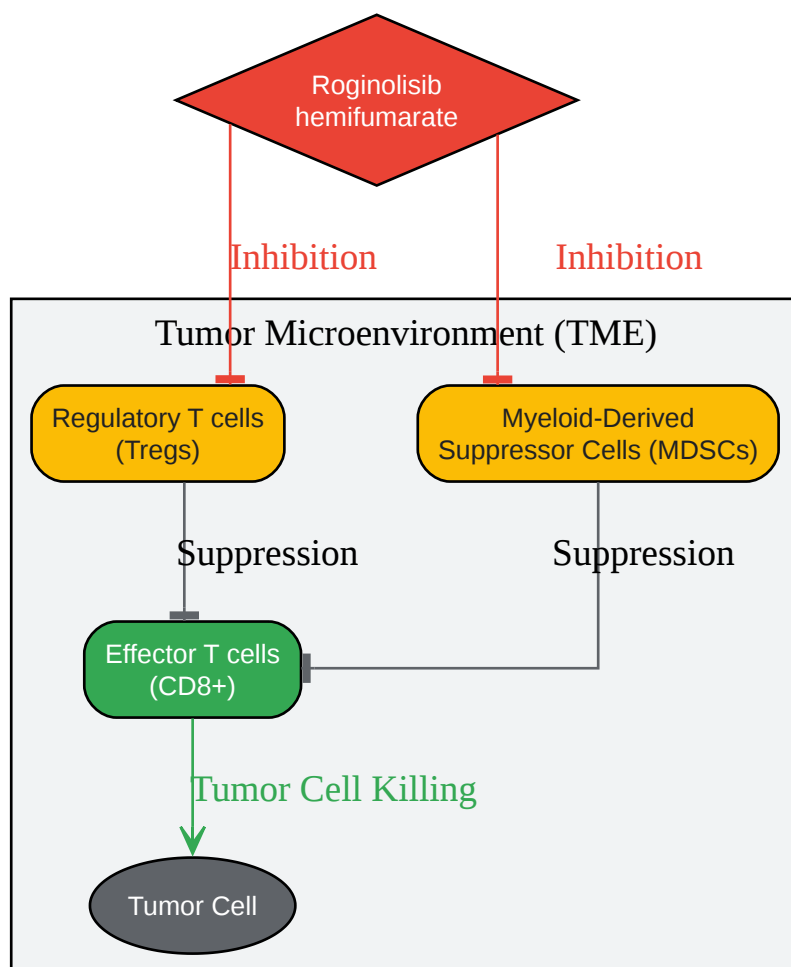 Roginolisib
hemifumarate
Inhibition
Inhibition
Tumor Microenvironment (TME)
Regulatory T cells
(Tregs)
Myeloid-Derived
Suppressor Cells (MDSCs)
Suppression
Suppression
Effector T cells
(CD8+)
Tumor Cell Killing
Tumor Cell